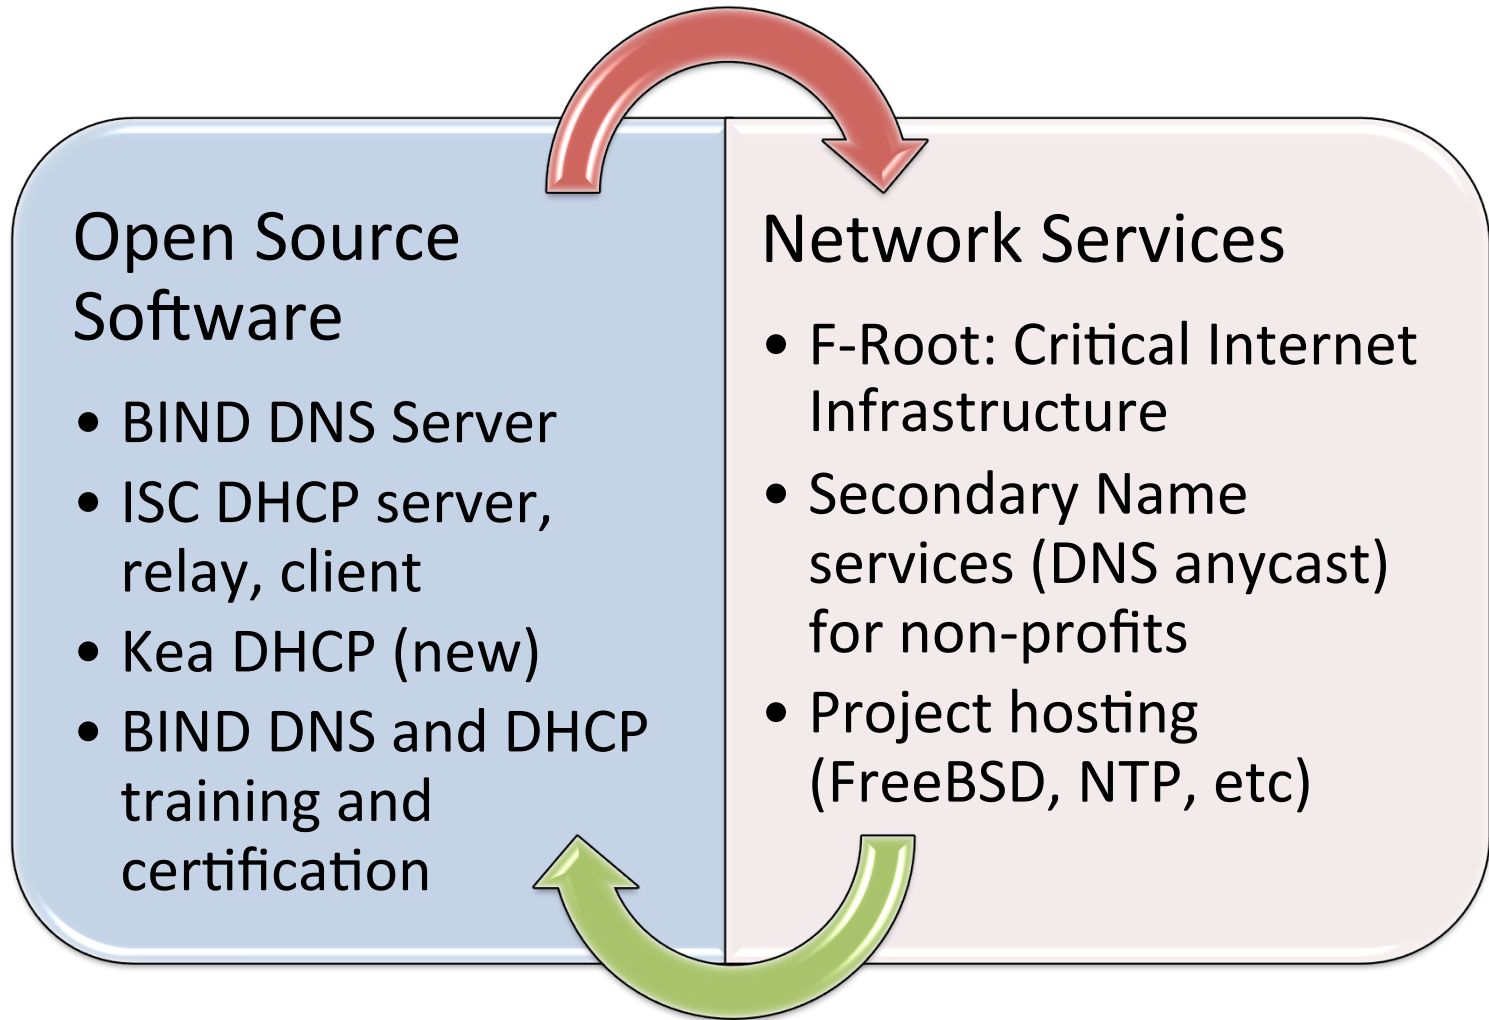 Open Source
Software
• BIND DNS Server
• ISC DHCP server,
relay, client
• Kea DHCP (new)
• BIND DNS and DHCP
training and
certification
Network Services
• F-Root: Critical Internet
Infrastructure
• Secondary Name
services (DNS anycast)
for non-profits
• Project hosting
(FreeBSD, NTP, etc)